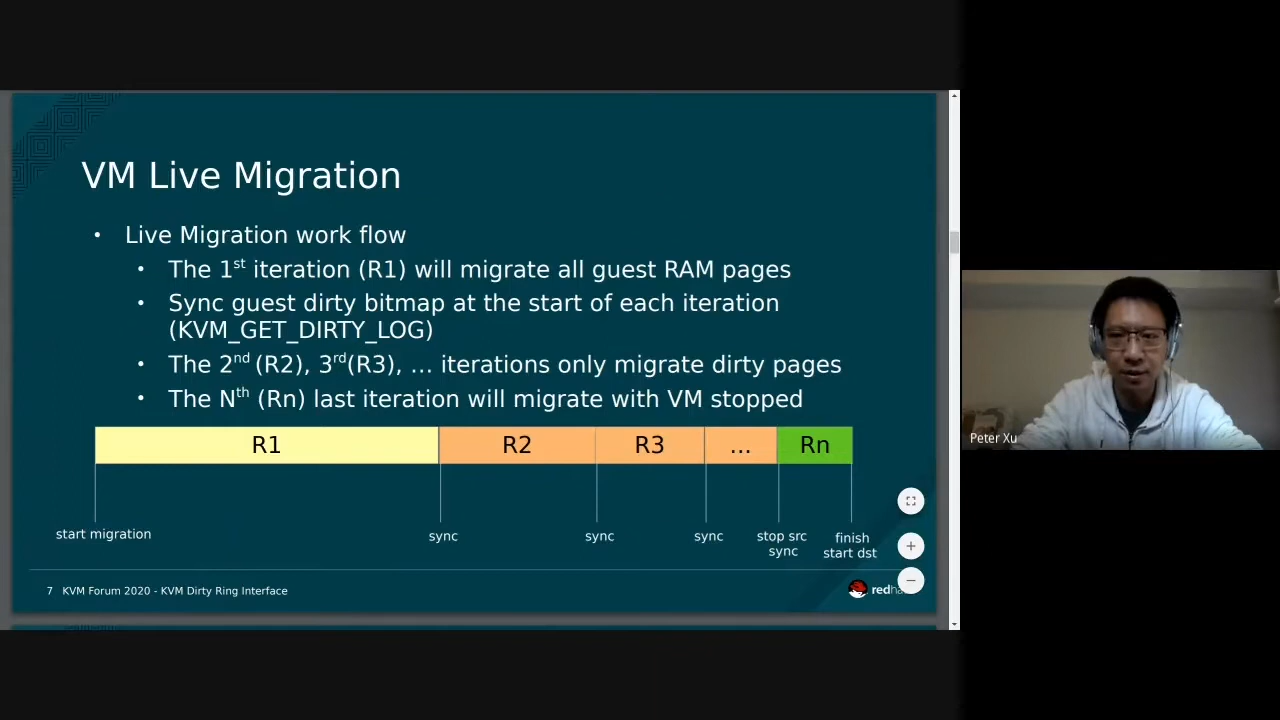 VM Live Migration
• Live Migration work flow
• The 1st iteration (R1) will migrate all guest RAM pages
• Sync guest dirty bitmap at the start of each iteration
(KVM_GET_DIRTY_LOG)
• The 2nd (R2), 3rd(R3), ... iterations only migrate dirty pages
• The Nth (Rn) last iteration will migrate with VM stopped
R1 R2 R3 ... Rn
start migration sync sync sync stop src
sync finish
start dst
7 KVM Forum 2020 - KVM Dirty Ring Interface
Peter Xu